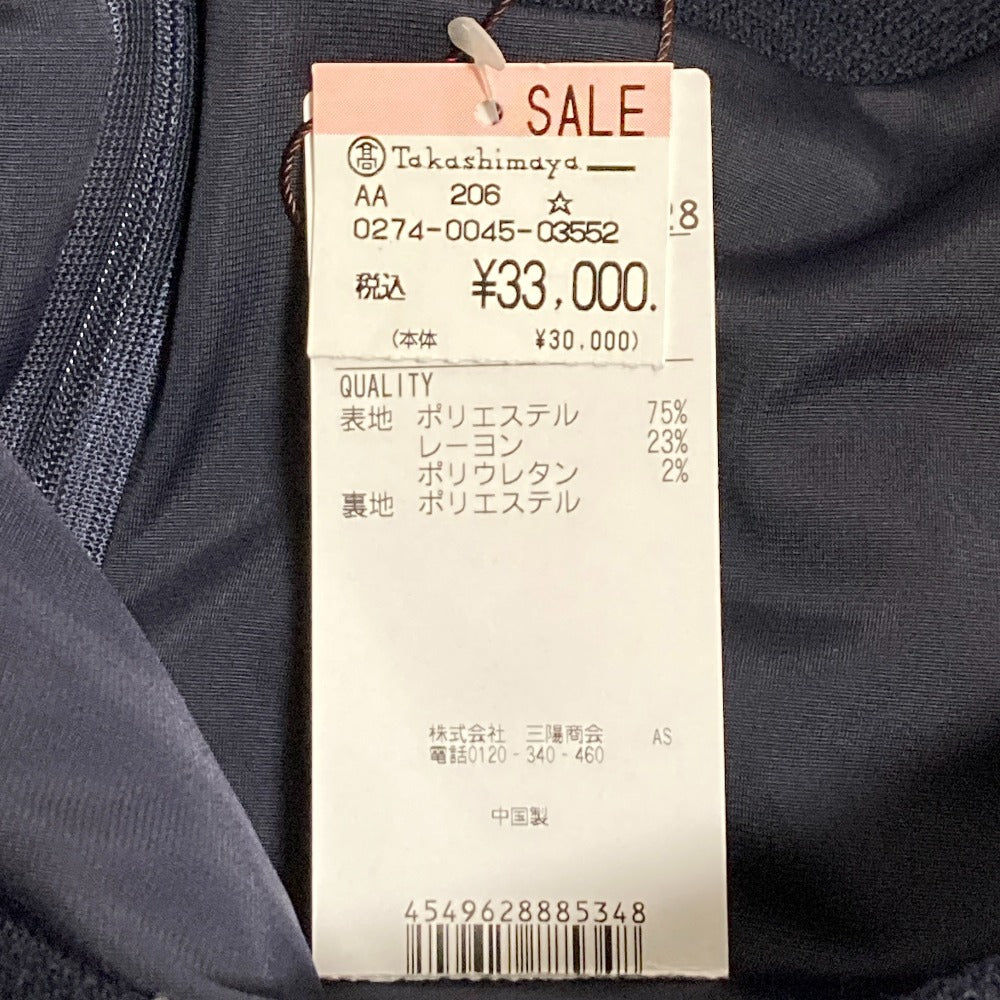 SALE
髙 Takashimaya
AA 206 ☆
0274-0045-03552
28
税込 ¥33,000.
(本体 ¥30,000)
QUALITY
表地 ポリエステル 75%
レーヨン 23%
ポリウレタン 2%
裏地 ポリエステル
株式会社 三陽商会 AS
電話0120-340-460
中国製
4549628885348